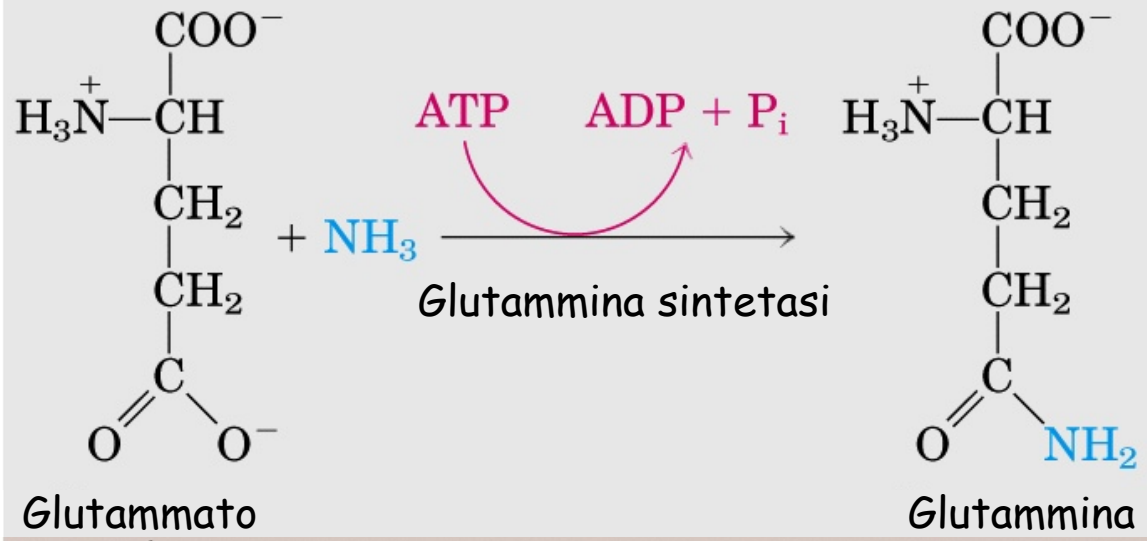 COO⁻ COO⁻
H₃N⁺—CH ATP ADP + Pᵢ H₃N⁺—CH
CH₂ CH₂
+ NH₃
CH₂ Glutammina sintetasi CH₂
C C
O O⁻ O NH₂
Glutammato Glutammina